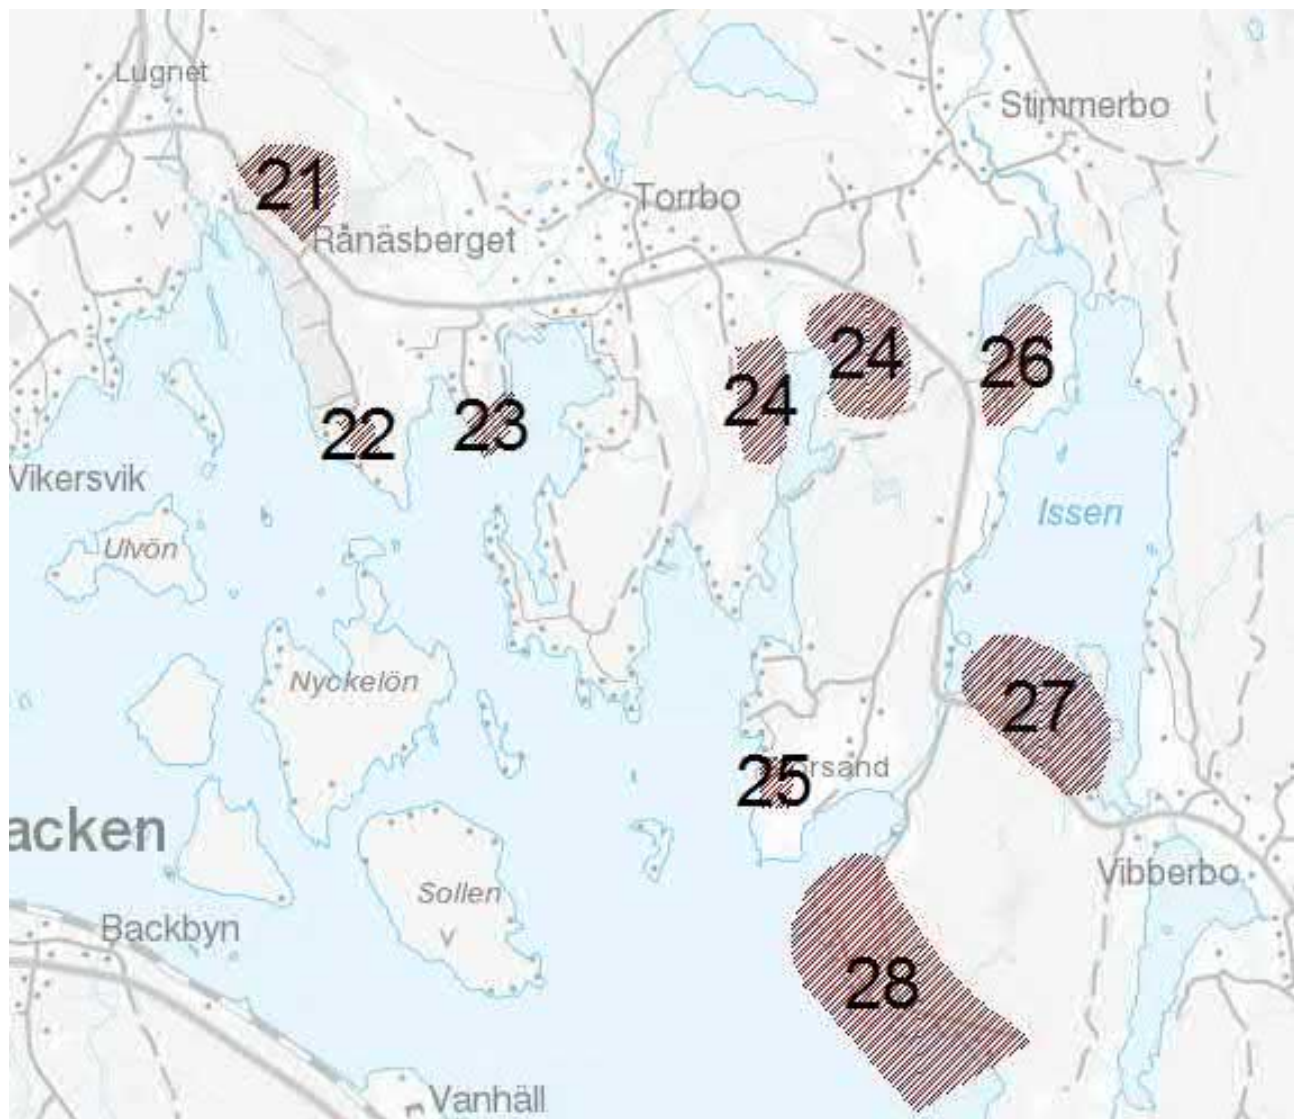 Lugnet
Stimmerbo
21
Torrbo
Rånäsberget
24
26
24
22
23
Vikersvik
Issen
Ulvön
Nyckelön
27
25
acken
Vibberbo
Sollen
Backbyn
28
Vanhäll